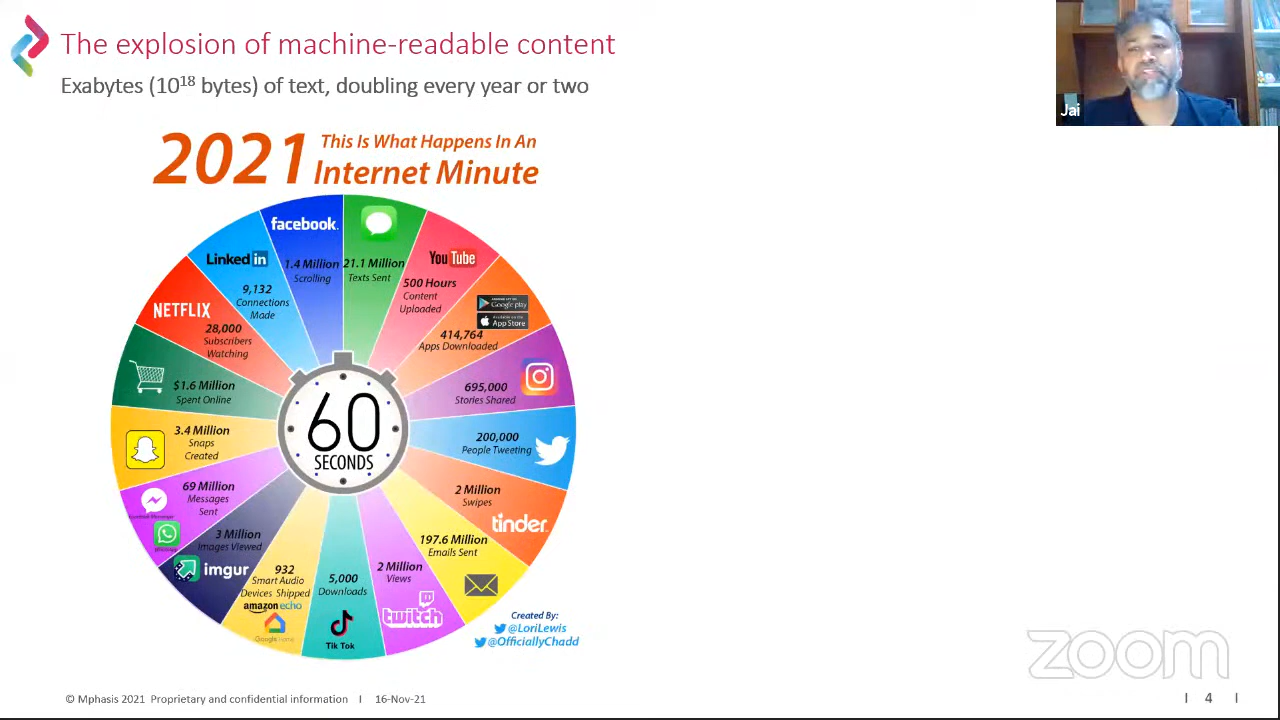 The explosion of machine-readable content
Exabytes (10¹⁸ bytes) of text, doubling every year or two
Jai
2021
This Is What Happens In An
Internet Minute
facebook.
1.4 Million
Scrolling
21.1 Million
Texts Sent
YouTube
500 Hours
Content
Uploaded
Google play
App Store
414,764
Apps Downloaded
695,000
Stories Shared
200,000
People Tweeting
2 Million
Swipes
tinder
197.6 Million
Emails Sent
2 Million
Views
twitch
5,000
Downloads
Tik Tok
932
Smart Audio
Devices Shipped
amazon echo
Google Home
3 Million
Images Viewed
imgur
69 Million
Messages
Sent
3.4 Million
Snaps
Created
$1.6 Million
Spent Online
NETFLIX
28,000
Subscribers
Watching
Linked in
9,132
Connections
Made
60
SECONDS
Created By:
@LoriLewis
@OfficiallyChadd
zoom
© Mphasis 2021 Proprietary and confidential information I 16-Nov-21
I 4 I